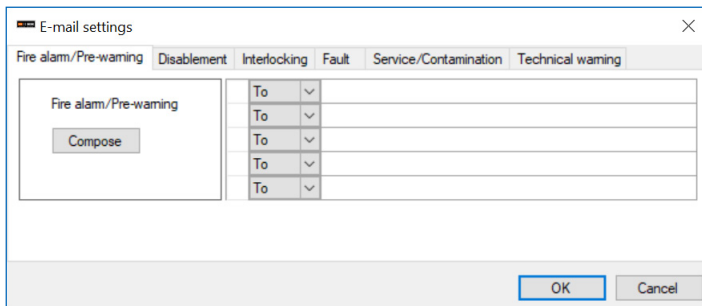 E-mail settings
Fire alarm/Pre-warning Disablement Interlocking Fault Service/Contamination Technical warning
Fire alarm/Pre-warning
Compose
To
To
To
To
To
OK Cancel